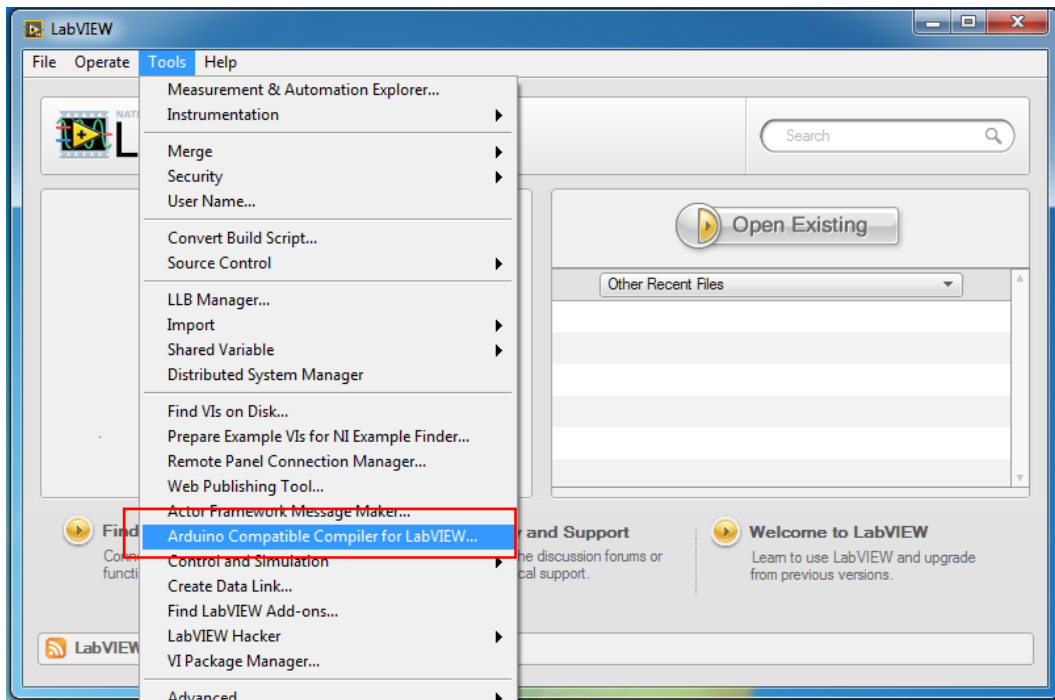 LabVIEW
File Operate Tools Help
Measurement & Automation Explorer...
Instrumentation
Merge
Security
User Name...
Convert Build Script...
Source Control
LLB Manager...
Import
Shared Variable
Distributed System Manager
Find VIs on Disk...
Prepare Example VIs for NI Example Finder...
Remote Panel Connection Manager...
Web Publishing Tool...
Actor Framework Message Maker...
Arduino Compatible Compiler for LabVIEW...
Control and Simulation
Create Data Link...
Find LabVIEW Add-ons...
LabVIEW Hacker
VI Package Manager...
Advanced
NAT
L
Search
Open Existing
Other Recent Files
Find
Conn
functi
y and Support
he discussion forums or
cal support.
Welcome to LabVIEW
Learn to use LabVIEW and upgrade
from previous versions.
LabVIEW